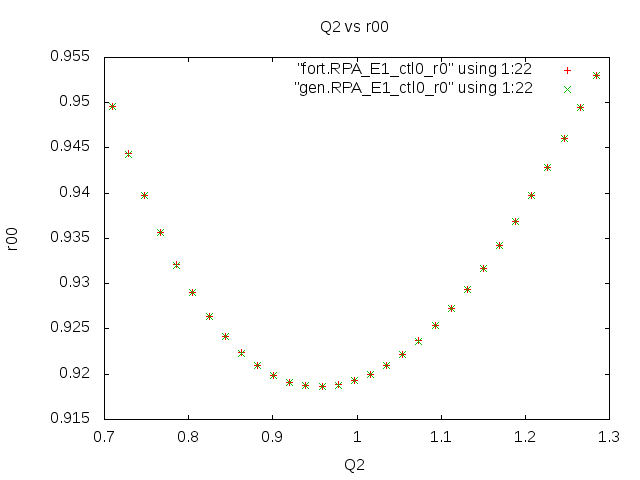 Q2 vs r00
"fort.RPA_E1_ctl0_r0" using 1:22
"gen.RPA_E1_ctl0_r0" using 1:22
0.955
0.95
0.945
0.94
0.935
0.93
0.925
0.92
0.915
r00
0.7 0.8 0.9 1 1.1 1.2 1.3
Q2